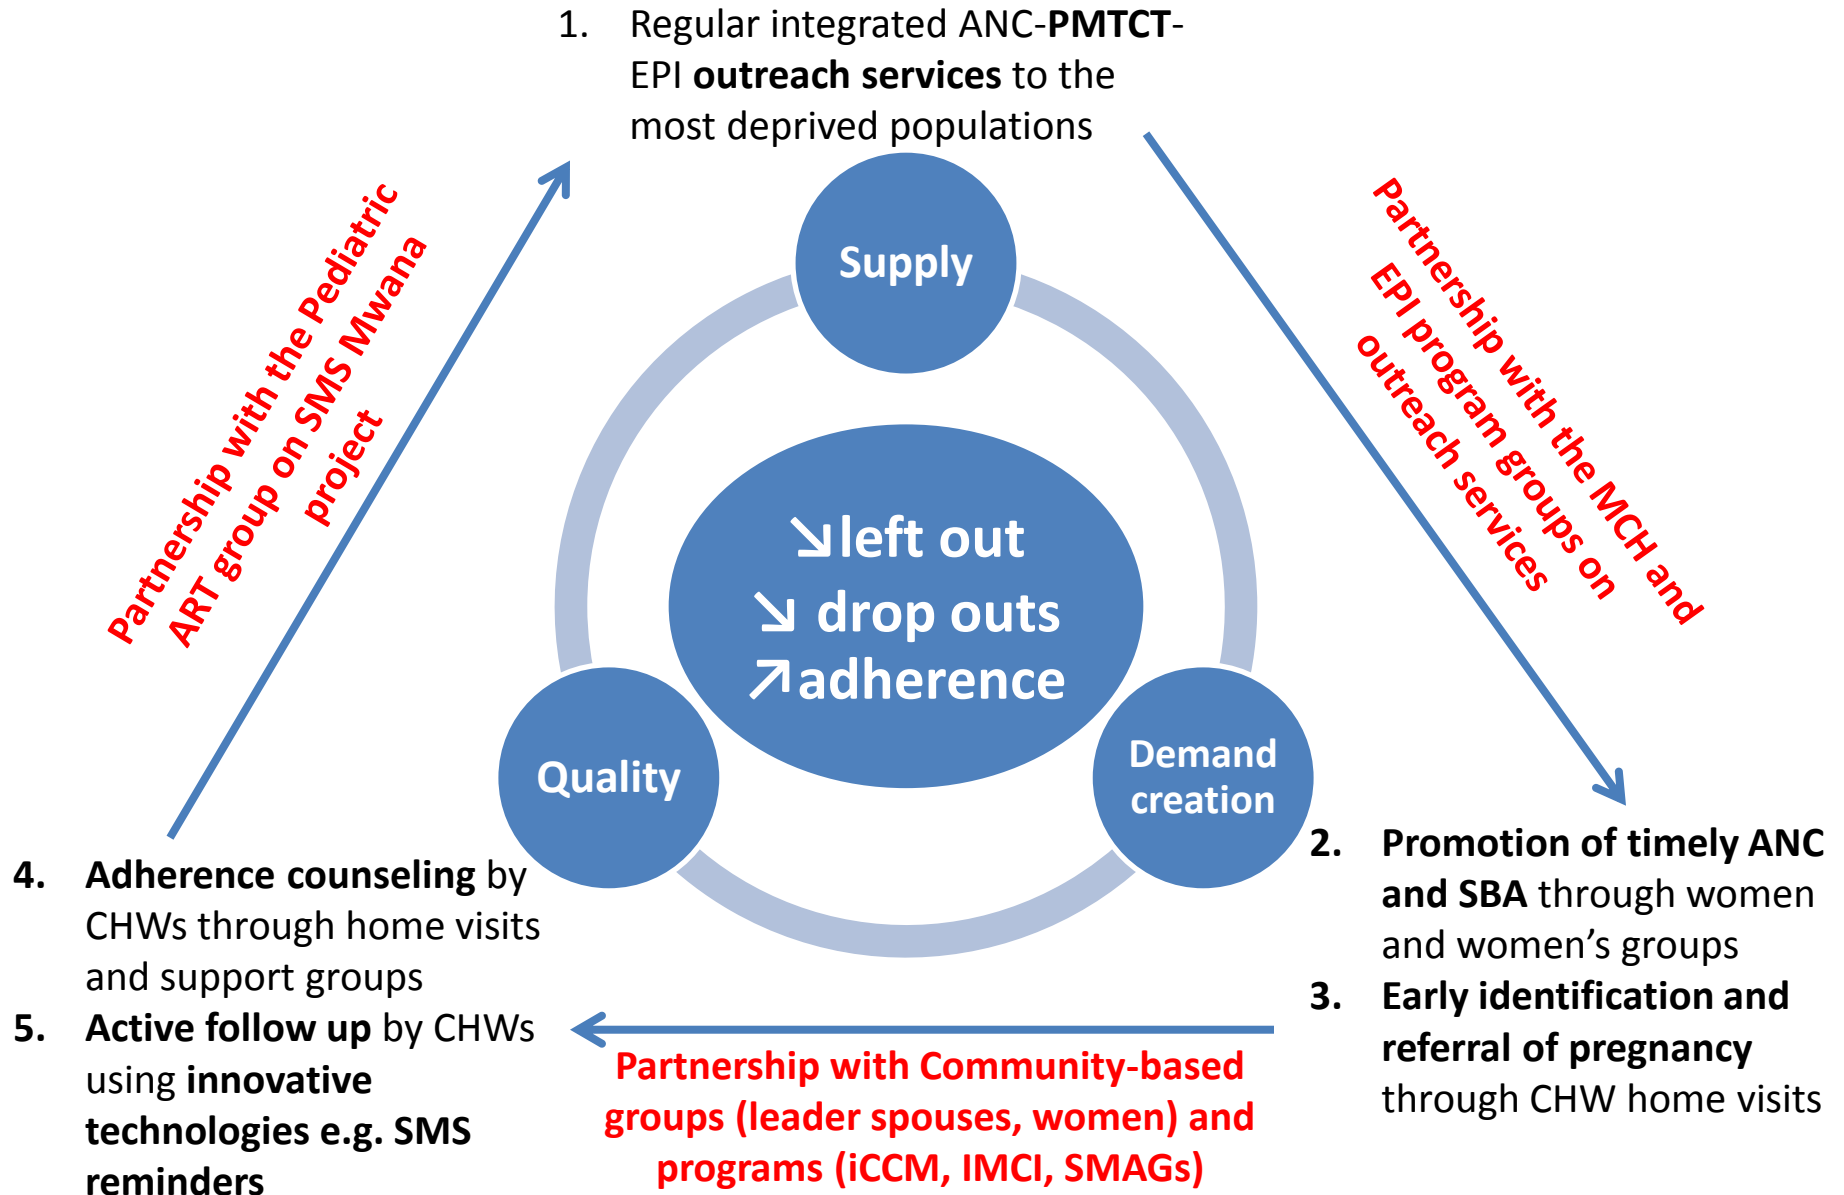 1. Regular integrated ANC-PMTCT-
EPI outreach services to the
most deprived populations
Partnership with the Pediatric
ART group on SMS Mwana
project
Supply
Partnership with the MCH and
EPI program groups on
outreach services
↘left out
↘ drop outs
↗adherence
Quality
Demand
creation
2. Promotion of timely ANC
and SBA through women
and women’s groups
3. Early identification and
referral of pregnancy
through CHW home visits
4. Adherence counseling by
CHWs through home visits
and support groups
5. Active follow up by CHWs
using innovative
technologies e.g. SMS
reminders
Partnership with Community-based
groups (leader spouses, women) and
programs (iCCM, IMCI, SMAGs)